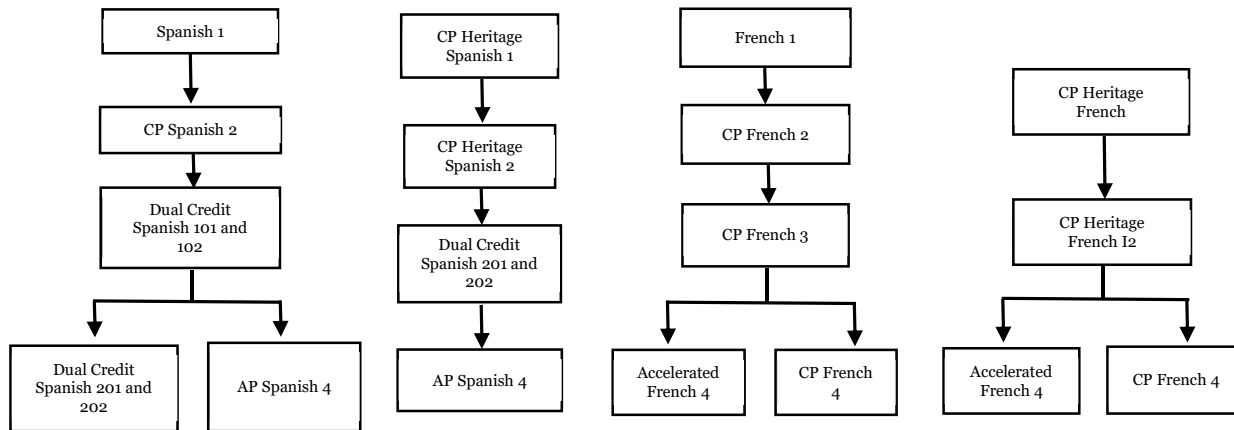 Spanish 1
CP Spanish 2
Dual Credit
Spanish 101 and
102
Dual Credit
Spanish 201 and
202
AP Spanish 4
CP Heritage
Spanish 1
CP Heritage
Spanish 2
Dual Credit
Spanish 201 and
202
AP Spanish 4
French 1
CP French 2
CP French 3
Accelerated
French 4
CP French
4
CP Heritage
French
CP Heritage
French I2
Accelerated
French 4
CP French 4